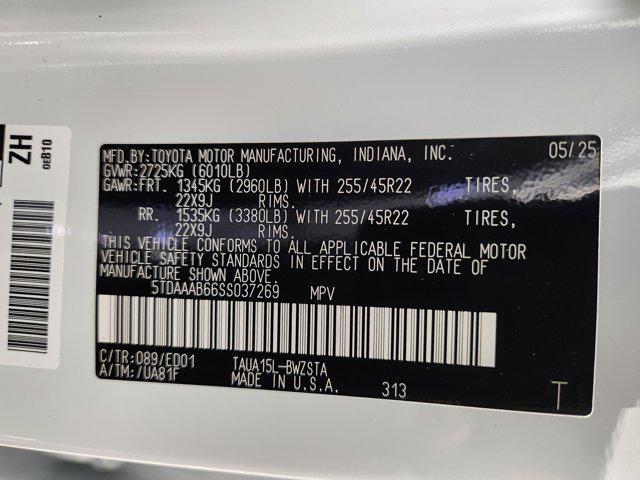 ZH
0EB10
MFD.BY:TOYOTA MOTOR MANUFACTURING, INDIANA, INC. 05/25
GVWR:2725KG (6010LB)
GAWR:FRT. 1345KG (2960LB) WITH 255/45R22 TIRES,
22X9J RIMS.
RR. 1535KG (3380LB) WITH 255/45R22 TIRES,
22X9J RIMS.
THIS VEHICLE CONFORMS TO ALL APPLICABLE FEDERAL MOTOR
VEHICLE SAFETY STANDARDS IN EFFECT ON THE DATE OF
MANUFACTURE SHOWN ABOVE.
5TDAAAB66SS037269 MPV
C/TR:089/ED01 TAUA15L-BWZSTA
A/TM:/UA81F MADE IN U.S.A. 313 T